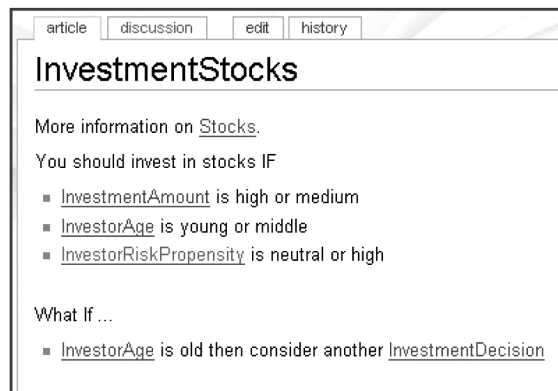 article discussion edit history
InvestmentStocks
More information on Stocks.
You should invest in stocks IF
InvestmentAmount is high or medium
InvestorAge is young or middle
InvestorRiskPropensity is neutral or high
What If ...
InvestorAge is old then consider another InvestmentDecision